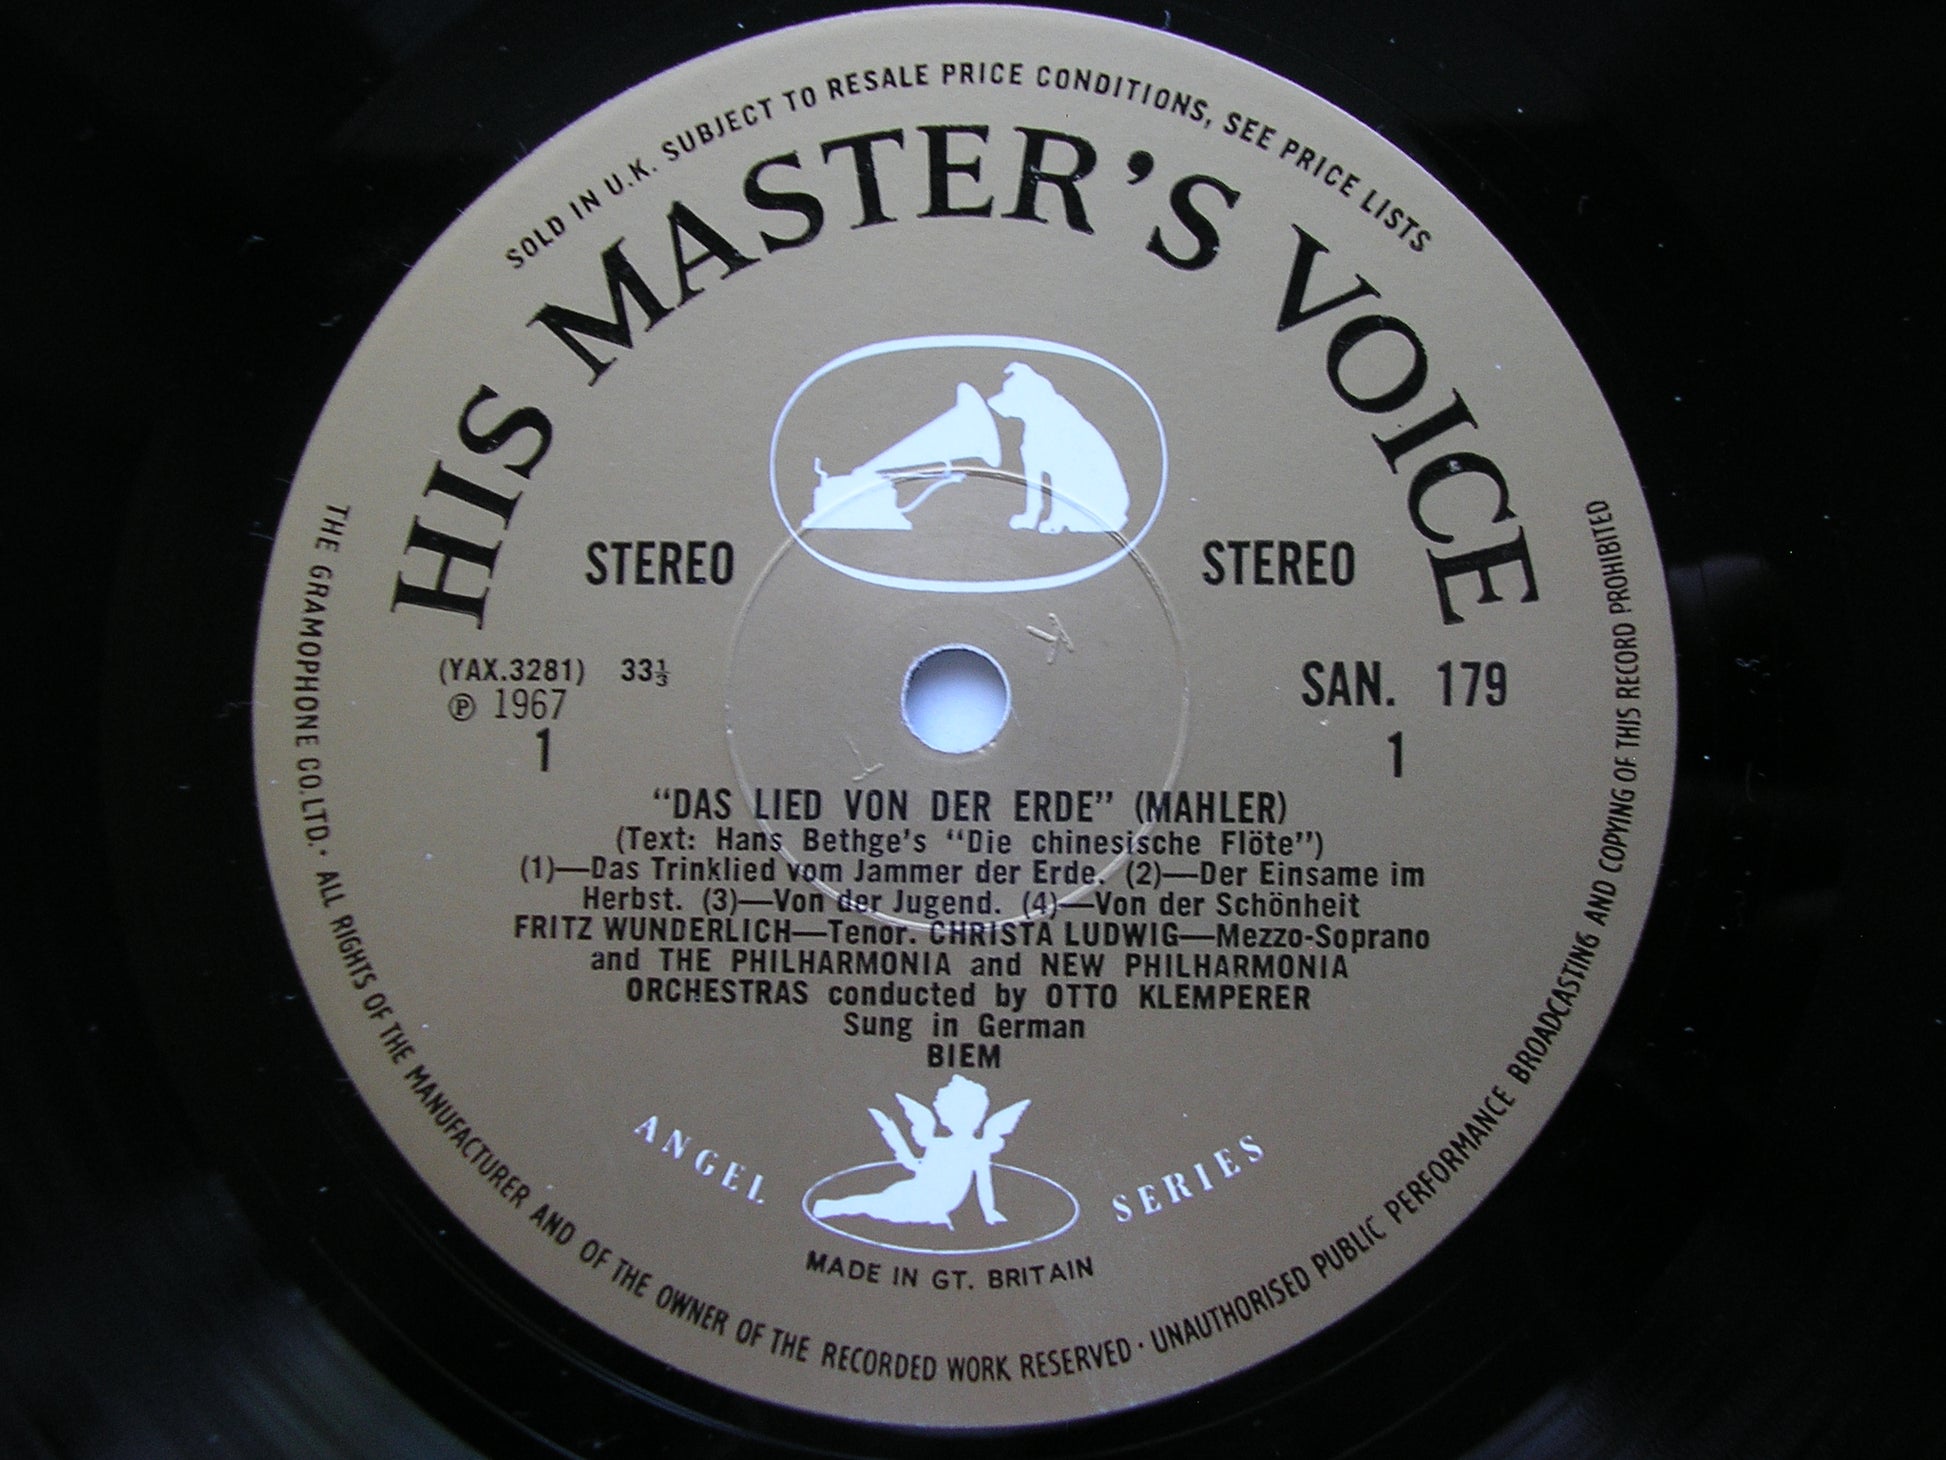 SOLD IN U.K. SUBJECT TO RESALE PRICE CONDITIONS, SEE PRICE LISTS
HIS MASTER'S VOICE
STEREO STEREO
(YAX.3281) 33⅓
℗ 1967
SAN. 179
1 1
"DAS LIED VON DER ERDE" (MAHLER)
(Text: Hans Bethge's "Die chinesische Flöte")
(1)—Das Trinklied vom Jammer der Erde. (2)—Der Einsame im
Herbst. (3)—Von der Jugend. (4)—Von der Schönheit
FRITZ WUNDERLICH—Tenor. CHRISTA LUDWIG—Mezzo-Soprano
and THE PHILHARMONIA and NEW PHILHARMONIA
ORCHESTRAS conducted by OTTO KLEMPERER
Sung in German
BIEM
ANGEL SERIES
MADE IN GT. BRITAIN
THE GRAMOPHONE CO. LTD. · ALL RIGHTS OF THE MANUFACTURER AND OF THE OWNER OF THE RECORDED WORK RESERVED · UNAUTHORISED PUBLIC PERFORMANCE BROADCASTING AND COPYING OF THIS RECORD PROHIBITED